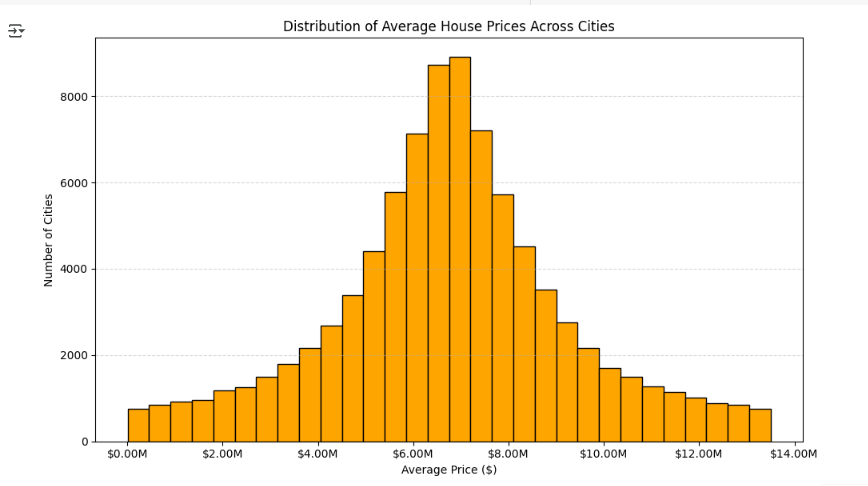 Distribution of Average House Prices Across Cities
Number of Cities
8000
6000
4000
2000
0
$0.00M $2.00M $4.00M $6.00M $8.00M $10.00M $12.00M $14.00M
Average Price ($)